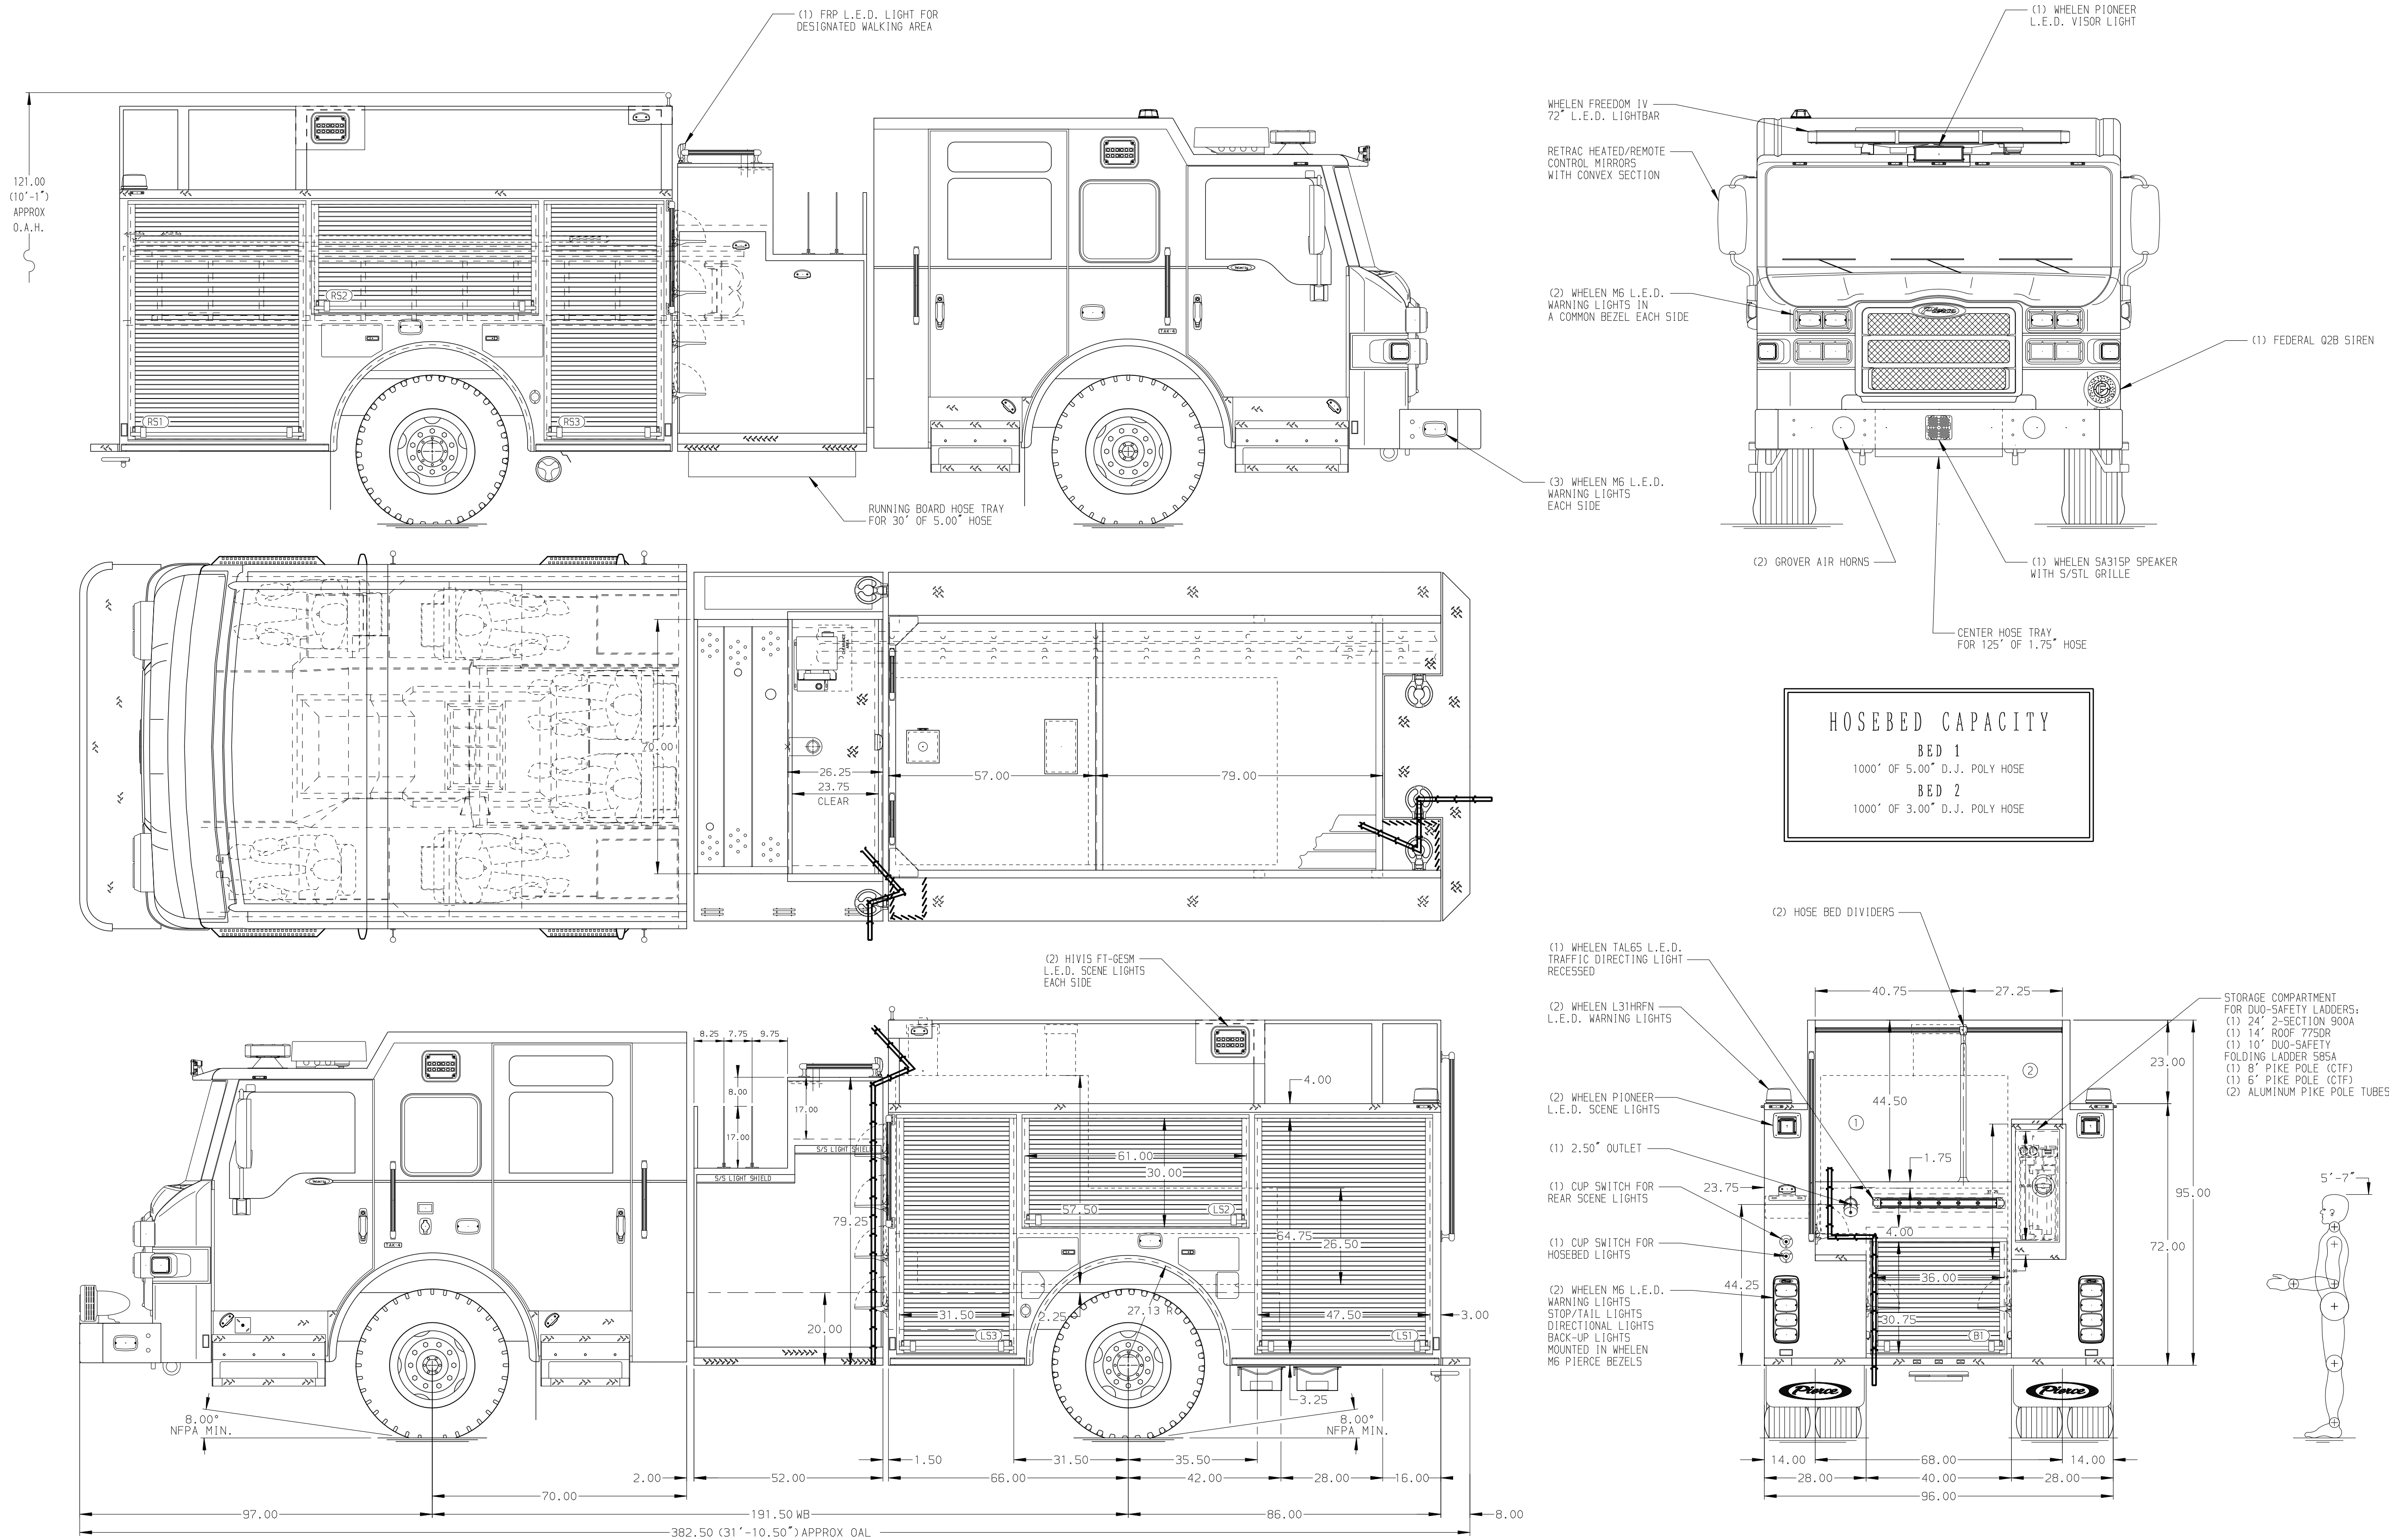 (1) FRP L.E.D. LIGHT FOR
DESIGNATED WALKING AREA
121.00
(10'-1")
APPROX
O.A.H.
RS1
RS2
RS3
TAK-4
RUNNING BOARD HOSE TRAY
FOR 30' OF 5.00" HOSE
(3) WHELEN M6 L.E.D.
WARNING LIGHTS
EACH SIDE
(1) WHELEN PIONEER
L.E.D. VISOR LIGHT
WHELEN FREEDOM IV
72" L.E.D. LIGHTBAR
RETRAC HEATED/REMOTE
CONTROL MIRRORS
WITH CONVEX SECTION
(2) WHELEN M6 L.E.D.
WARNING LIGHTS IN
A COMMON BEZEL EACH SIDE
Pierce
(1) FEDERAL Q2B SIREN
(2) GROVER AIR HORNS
(1) WHELEN SA315P SPEAKER
WITH S/STL GRILLE
CENTER HOSE TRAY
FOR 125' OF 1.75" HOSE
70.00
26.25
23.75
CLEAR
57.00
79.00
HOSEBED CAPACITY
BED 1
1000' OF 5.00" D.J. POLY HOSE
BED 2
1000' OF 3.00" D.J. POLY HOSE
(2) HIVIS FT-GESM
L.E.D. SCENE LIGHTS
EACH SIDE
8.25
7.75
9.75
8.00
17.00
17.00
S/S LIGHT SHIELD
S/S LIGHT SHIELD
79.25
20.00
TAK-4
4.00
61.00
30.00
57.50
LS2
64.75
26.50
31.50
LS3
2.25
27.13 R
47.50
LS1
3.00
3.25
8.00°
NFPA MIN.
8.00°
NFPA MIN.
2.00
52.00
1.50
66.00
31.50
35.50
42.00
28.00
16.00
70.00
97.00
191.50 WB
86.00
8.00
382.50 (31'-10.50") APPROX OAL
(2) HOSE BED DIVIDERS
(1) WHELEN TAL65 L.E.D.
TRAFFIC DIRECTING LIGHT
RECESSED
(2) WHELEN L31HRFN
L.E.D. WARNING LIGHTS
(2) WHELEN PIONEER
L.E.D. SCENE LIGHTS
(1) 2.50" OUTLET
(1) CUP SWITCH FOR
REAR SCENE LIGHTS
(1) CUP SWITCH FOR
HOSEBED LIGHTS
(2) WHELEN M6 L.E.D.
WARNING LIGHTS
STOP/TAIL LIGHTS
DIRECTIONAL LIGHTS
BACK-UP LIGHTS
MOUNTED IN WHELEN
M6 PIERCE BEZELS
STORAGE COMPARTMENT
FOR DUO-SAFETY LADDERS:
(1) 24' 2-SECTION 900A
(1) 14' ROOF 775DR
(1) 10' DUO-SAFETY
FOLDING LADDER 585A
(1) 8' PIKE POLE (CTF)
(1) 6' PIKE POLE (CTF)
(2) ALUMINUM PIKE POLE TUBES
40.75
27.25
23.00
44.50
1
2
1.75
23.75
4.00
44.25
36.00
30.75
B1
95.00
72.00
5'-7"
Pierce
Pierce
14.00
68.00
14.00
28.00
40.00
28.00
96.00